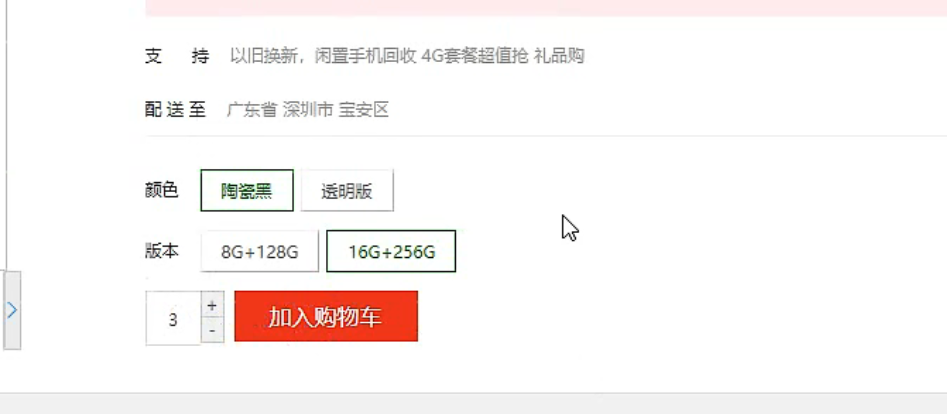 支 持 以旧换新，闲置手机回收 4G套餐超值抢 礼品购
配 送 至 广东省 深圳市 宝安区
颜色 陶瓷黑 透明版
版本 8G+128G 16G+256G
3 + - 加入购物车